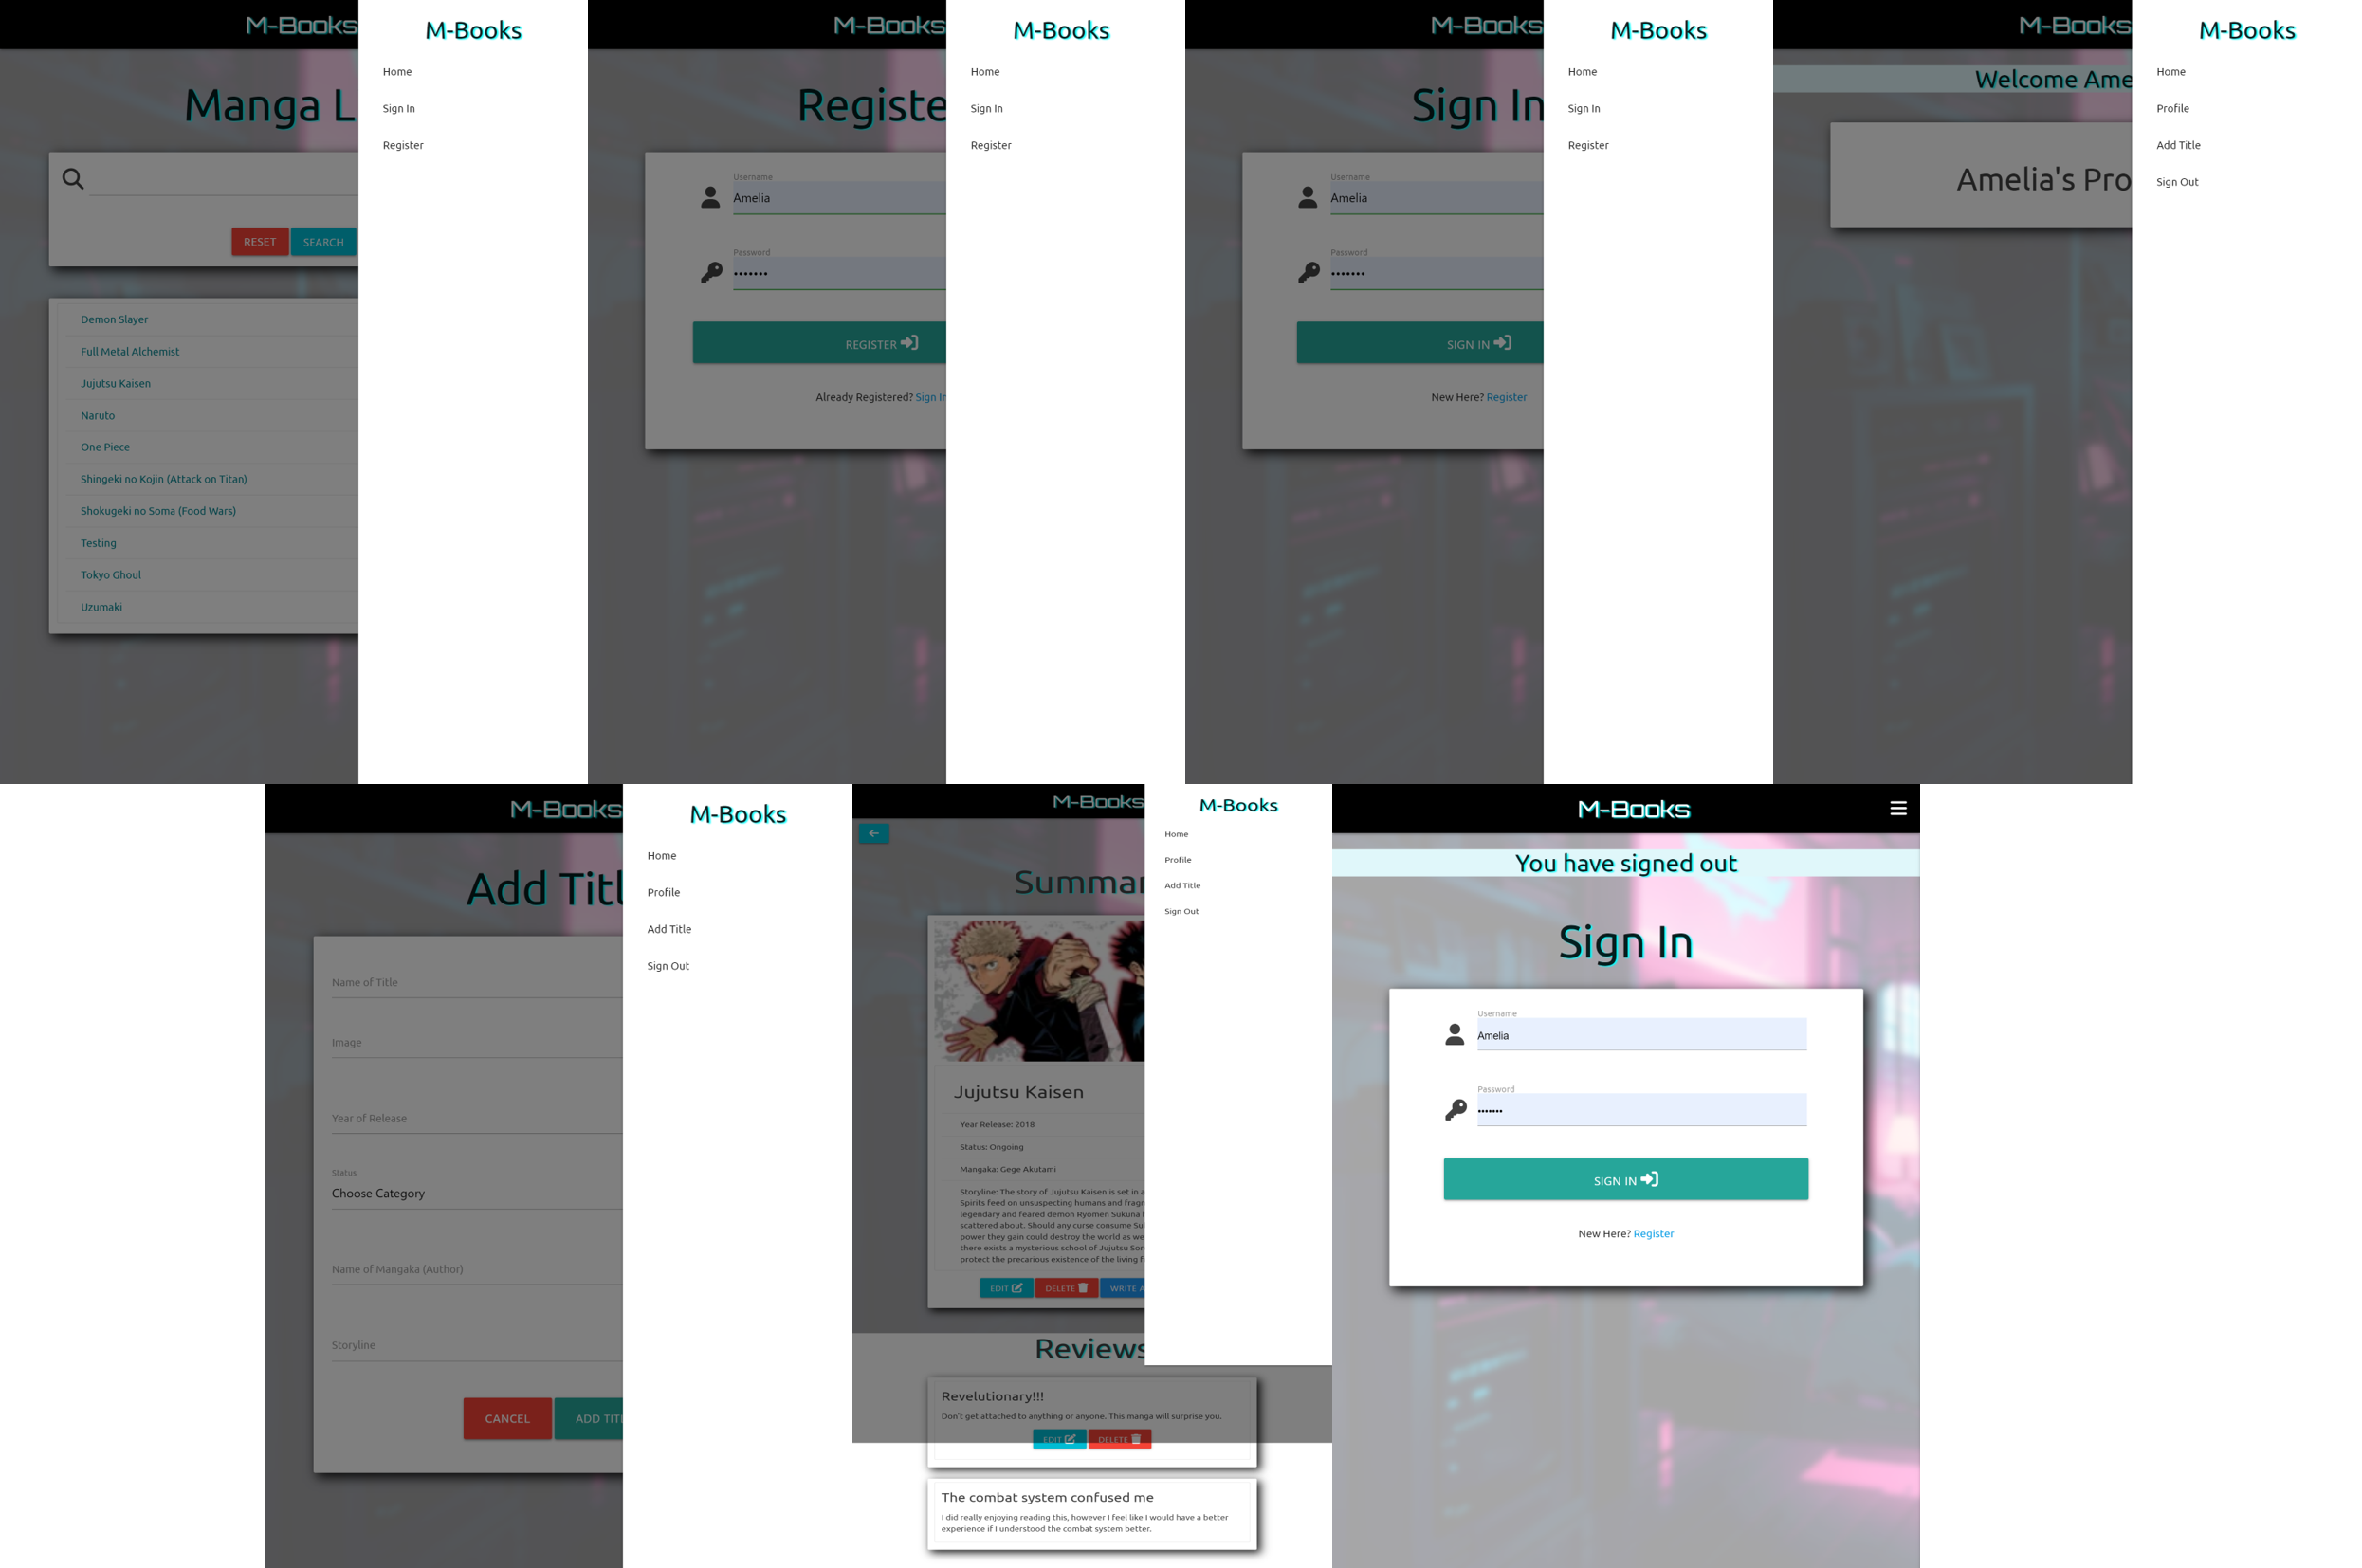 M-Books
Manga L
RESET
SEARCH
Demon Slayer
Full Metal Alchemist
Jujutsu Kaisen
Naruto
One Piece
Shingeki no Kojin (Attack on Titan)
Shokugeki no Soma (Food Wars)
Testing
Tokyo Ghoul
Uzumaki
M-Books
Home
Sign In
Register
M-Books
Registe
Username
Amelia
Password
REGISTER
Already Registered? Sign In
M-Books
Home
Sign In
Register
M-Books
Sign In
Username
Amelia
Password
SIGN IN
New Here? Register
M-Books
Home
Sign In
Register
M-Books
Welcome Ame
Amelia's Pro
M-Books
Home
Profile
Add Title
Sign Out
M-Books
Add Titl
Name of Title
Image
Year of Release
Status
Choose Category
Name of Mangaka (Author)
Storyline
CANCEL
ADD TITL
M-Books
Home
Profile
Add Title
Sign Out
M-Books
Summar
Jujutsu Kaisen
Year Release: 2018
Status: Ongoing
Mangaka: Gege Akutami
Storyline: The story of Jujutsu Kaisen is set in a
Spirits feed on unsuspecting humans and fragm
legendary and feared demon Ryomen Sukuna
scattered about. Should any curse consume Su
power they gain could destroy the world as we
there exists a mysterious school of Jujutsu Sor
protect the precarious existence of the living f
EDIT
DELETE
WRITE A
Reviews
Revelutionary!!!
Don't get attached to anything or anyone. This manga will surprise you.
EDIT
DELETE
The combat system confused me
I did really enjoying reading this, however I feel like I would have a better
experience if I understood the combat system better.
M-Books
Home
Profile
Add Title
Sign Out
M-Books
You have signed out
Sign In
Username
Amelia
Password
SIGN IN
New Here? Register